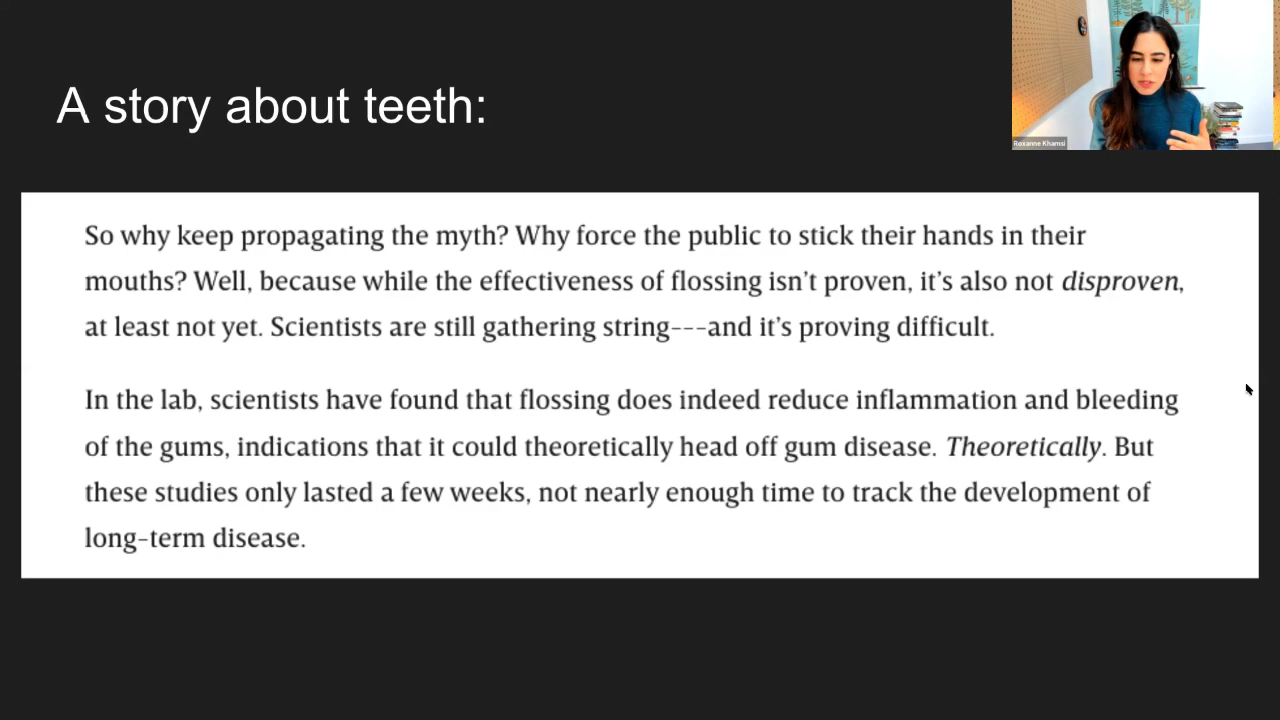 A story about teeth:
Roxanne Khamsi
So why keep propagating the myth? Why force the public to stick their hands in their
mouths? Well, because while the effectiveness of flossing isn’t proven, it’s also not disproven,
at least not yet. Scientists are still gathering string---and it’s proving difficult.
In the lab, scientists have found that flossing does indeed reduce inflammation and bleeding
of the gums, indications that it could theoretically head off gum disease. Theoretically. But
these studies only lasted a few weeks, not nearly enough time to track the development of
long-term disease.